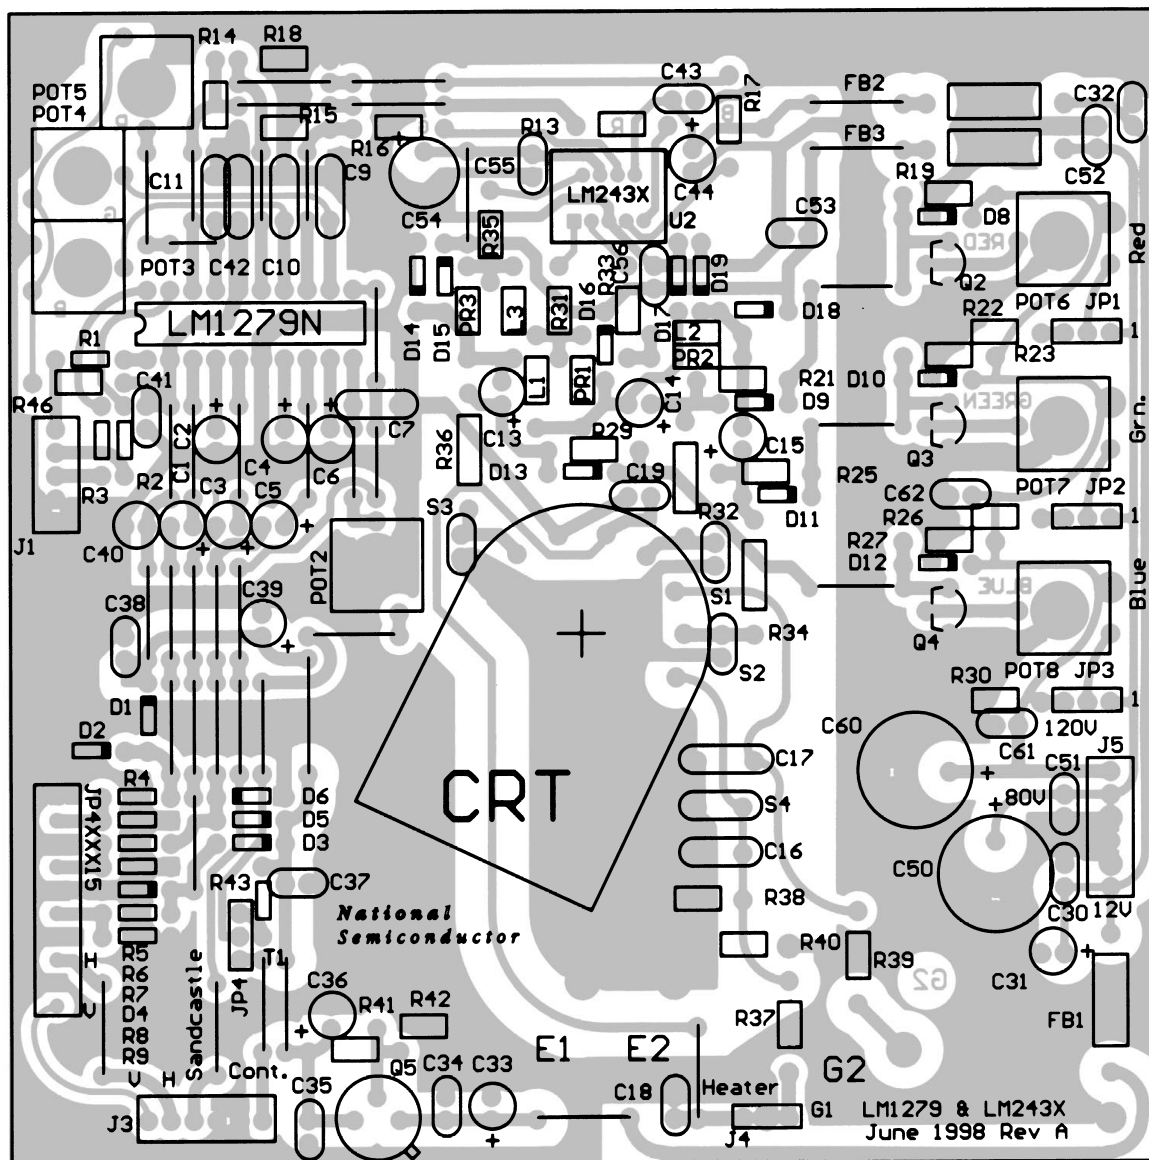 R14
R18
POT5
POT4
R15
R16
C11
C9
POT3
C42
C10
LM1279N
R1
R46
C41
R3
R2
C1
C2
C3
C4
C5
C6
C7
J1
C40
C39
C38
POT2
C43
R17
R13
C55
C54
LM243X
U2
C44
C53
R35
C56
R33
D19
D16
D17
D18
D14
D15
PR3
L3
R31
L2
PR2
L1
PR1
C14
R21
D9
C13
R36
R29
D13
C15
C19
R25
D11
R32
S3
S1
R34
S2
FB2
FB3
C32
C52
R19
D8
RED
Red
Q2
POT6
JP1
R22
1
R23
D10
GREEN
Grn.
Q3
POT7
JP2
C62
R26
1
R27
D12
BLUE
Blue
Q4
POT8
JP3
R30
1
C60
C61
120V
J5
C51
80V
C50
C30
12V
C31
FB1
D1
D2
R4
JP4XXX15
D6
D5
D3
R43
C37
CRT
C17
S4
C16
R38
National
Semiconductor
R40
R39
G2
R5
R6
R7
D4
R8
R9
V
H
Sandcastle
JP4
T1
Cont.
C36
R41
R42
R37
E1
E2
G2
J3
C35
Q5
C34
C33
C18
Heater
J4
G1
LM1279 & LM243X
June 1998 Rev A